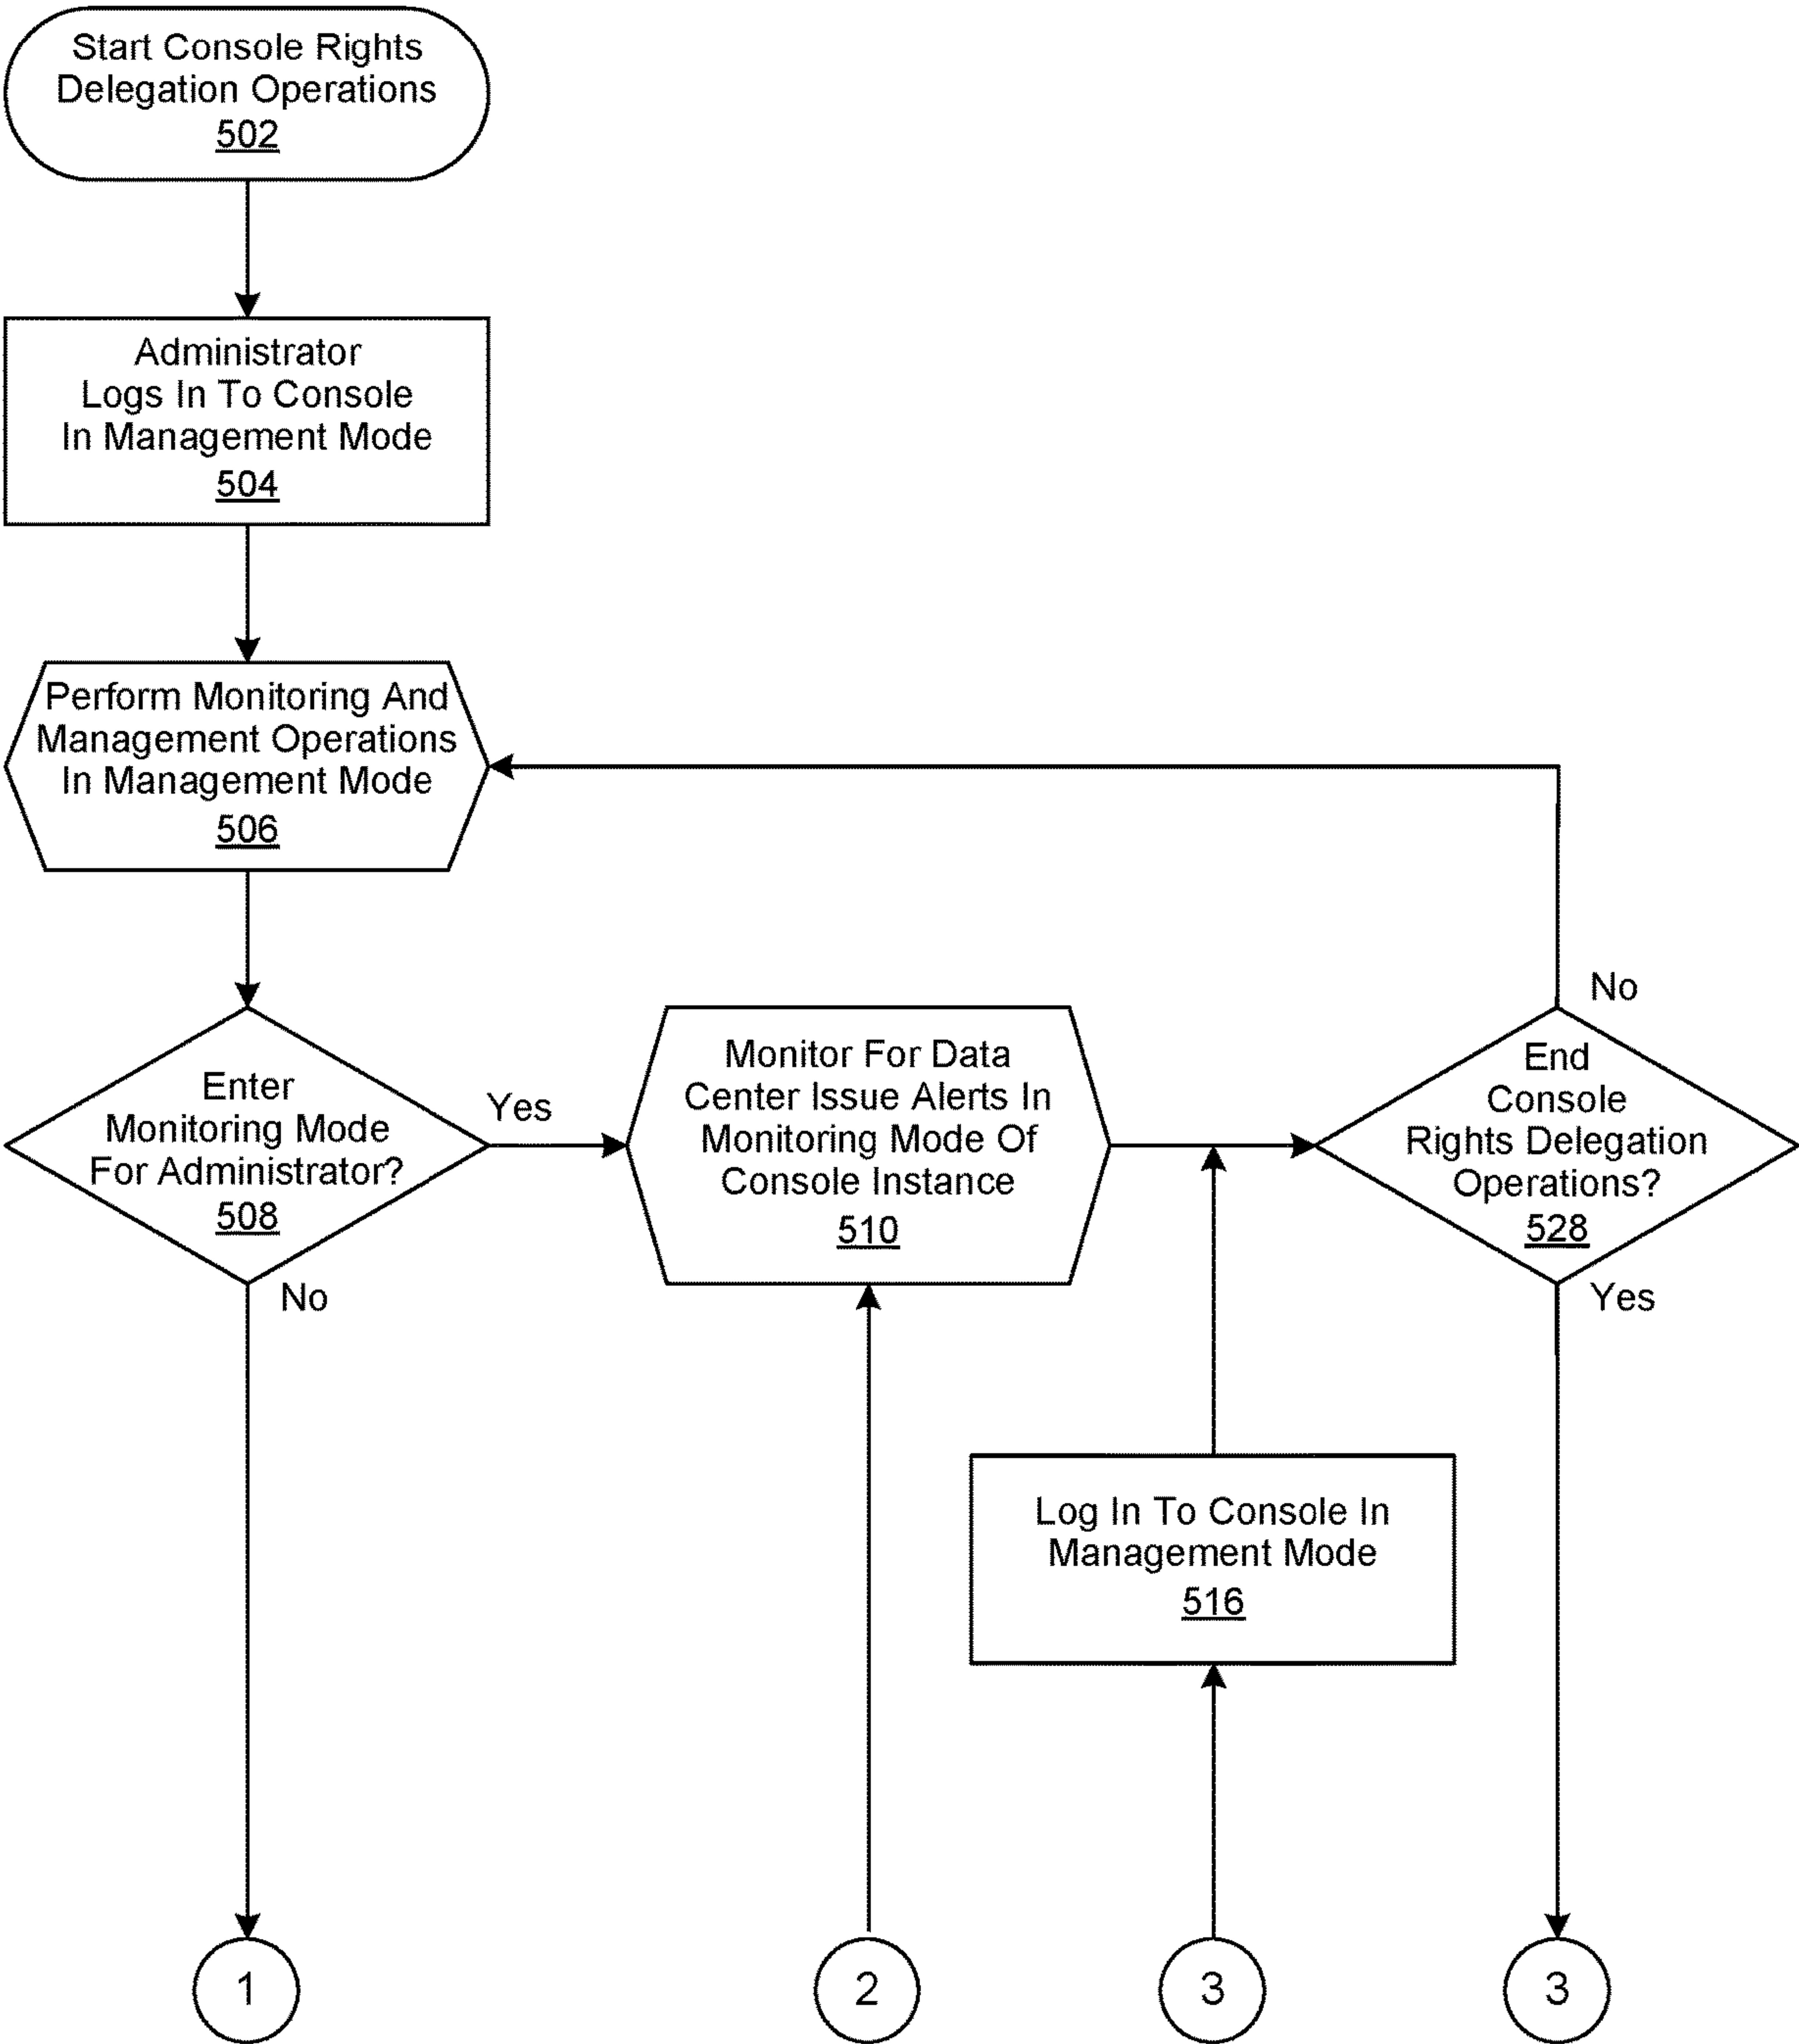 Start Console Rights
Delegation Operations
502
Administrator
Logs In To Console
In Management Mode
504
Perform Monitoring And
Management Operations
In Management Mode
506
Enter
Monitoring Mode
For Administrator?
508
Yes
No
Monitor For Data
Center Issue Alerts In
Monitoring Mode Of
Console Instance
510
No
End
Console
Rights Delegation
Operations?
528
Yes
Log In To Console In
Management Mode
516
1
2
3
3